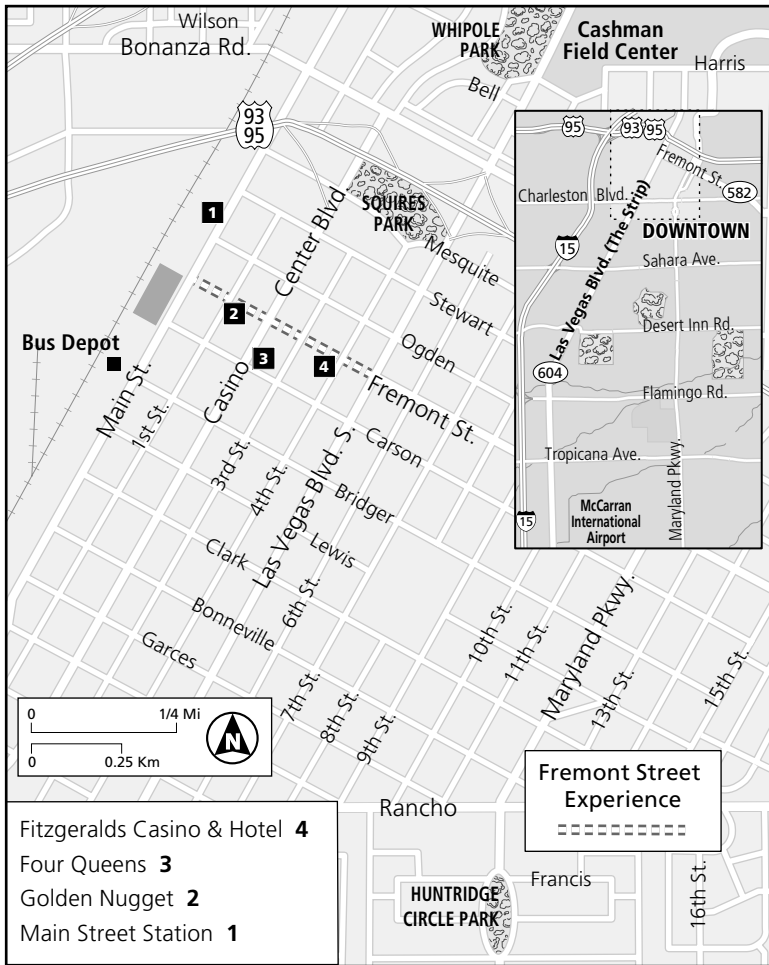 Wilson
Bonanza Rd.
WHIPOLE
PARK
Cashman
Field Center
Harris
Bell
93
95
1
SQUIRES
PARK
Center Blvd.
Mesquite
Stewart
Ogden
2
3
4
Bus Depot
Main St.
1st St.
Casino
Fremont St.
Carson
3rd St.
4th St.
Las Vegas Blvd. S.
Bridger
Lewis
Clark
6th St.
Bonneville
Garces
7th St.
8th St.
9th St.
10th St.
11th St.
Maryland Pkwy.
13th St.
15th St.
95
93
95
Fremont St.
582
Charleston Blvd.
15
Las Vegas Blvd. (The Strip)
DOWNTOWN
Sahara Ave.
Desert Inn Rd.
604
Flamingo Rd.
Tropicana Ave.
Maryland Pkwy.
McCarran
International
Airport
15
0 1/4 Mi
0 0.25 Km
N
Fremont Street
Experience
Rancho
Francis
16th St.
HUNTRIDGE
CIRCLE PARK
Fitzgeralds Casino & Hotel 4
Four Queens 3
Golden Nugget 2
Main Street Station 1